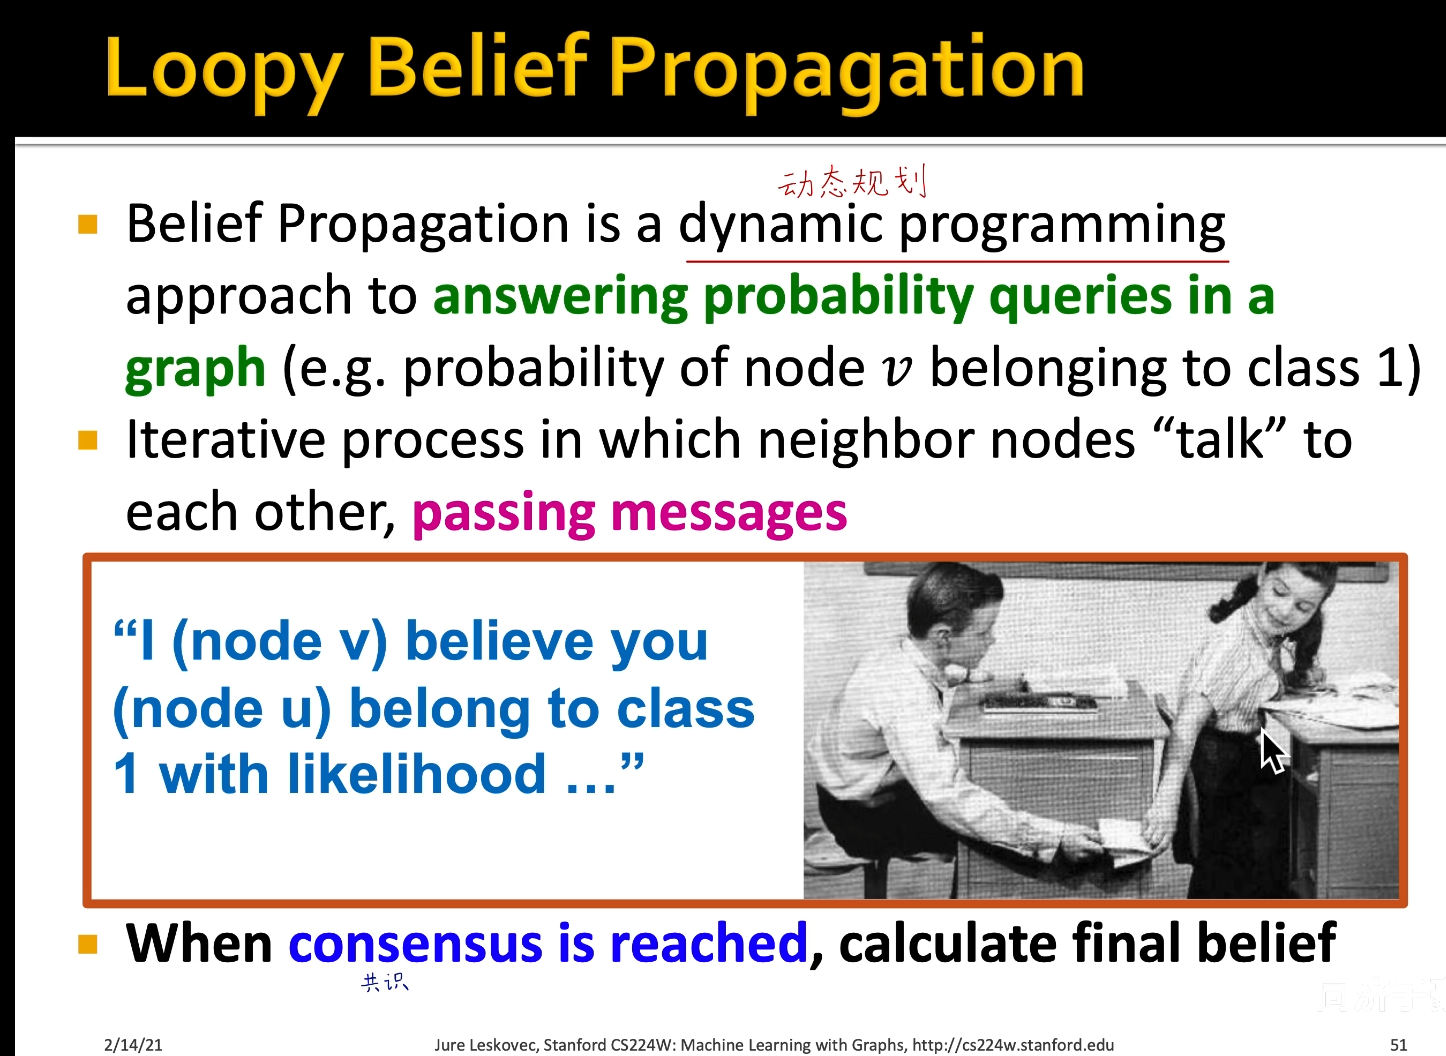 Loopy Belief Propagation
动态规划
Belief Propagation is a dynamic programming
approach to answering probability queries in a
graph (e.g. probability of node v belonging to class 1)
Iterative process in which neighbor nodes “talk” to
each other, passing messages
“I (node v) believe you
(node u) belong to class
1 with likelihood …”
When consensus is reached, calculate final belief
共识
2/14/21
Jure Leskovec, Stanford CS224W: Machine Learning with Graphs, http://cs224w.stanford.edu
51